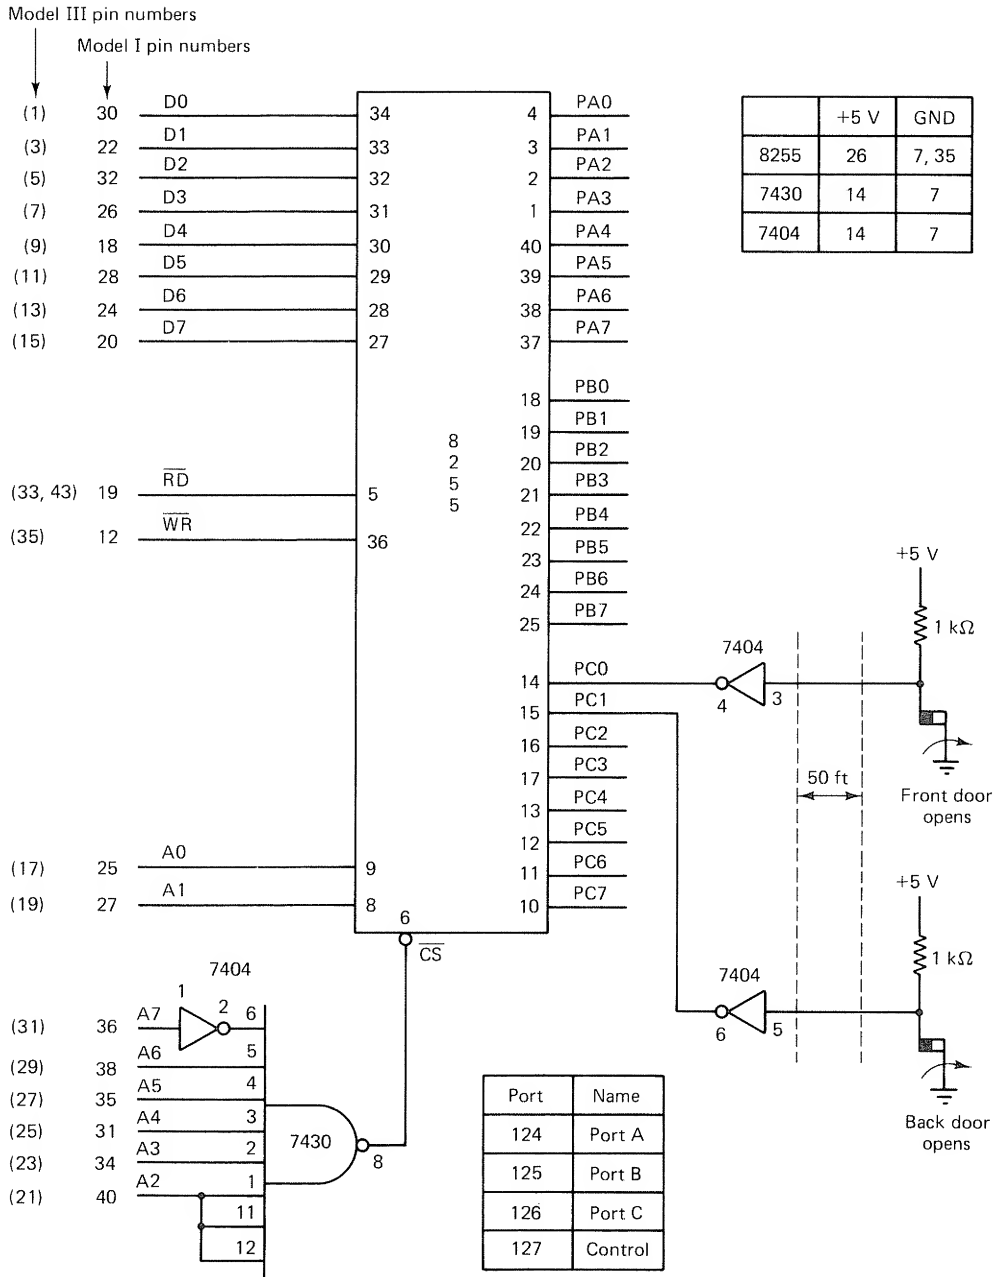 Model III pin numbers
Model I pin numbers
(1) 30 D0 34
(3) 22 D1 33
(5) 32 D2 32
(7) 26 D3 31
(9) 18 D4 30
(11) 28 D5 29
(13) 24 D6 28
(15) 20 D7 27
(33, 43) 19 RD 5
(35) 12 WR 36
(17) 25 A0 9
(19) 27 A1 8
8
2
5
5
4 PA0
3 PA1
2 PA2
1 PA3
40 PA4
39 PA5
38 PA6
37 PA7
18 PB0
19 PB1
20 PB2
21 PB3
22 PB4
23 PB5
24 PB6
25 PB7
14 PC0
15 PC1
16 PC2
17 PC3
13 PC4
12 PC5
11 PC6
10 PC7
+5 V GND
8255 26 7, 35
7430 14 7
7404 14 7
7404
4 3
+5 V
1 kΩ
50 ft
Front door
opens
7404
6 5
+5 V
1 kΩ
Back door
opens
6
CS
7404
1 2
(31) 36 A7 6
(29) 38 A6 5
(27) 35 A5 4
(25) 31 A4 3
(23) 34 A3 2
(21) 40 A2 1
11
12
7430
8
Port Name
124 Port A
125 Port B
126 Port C
127 Control